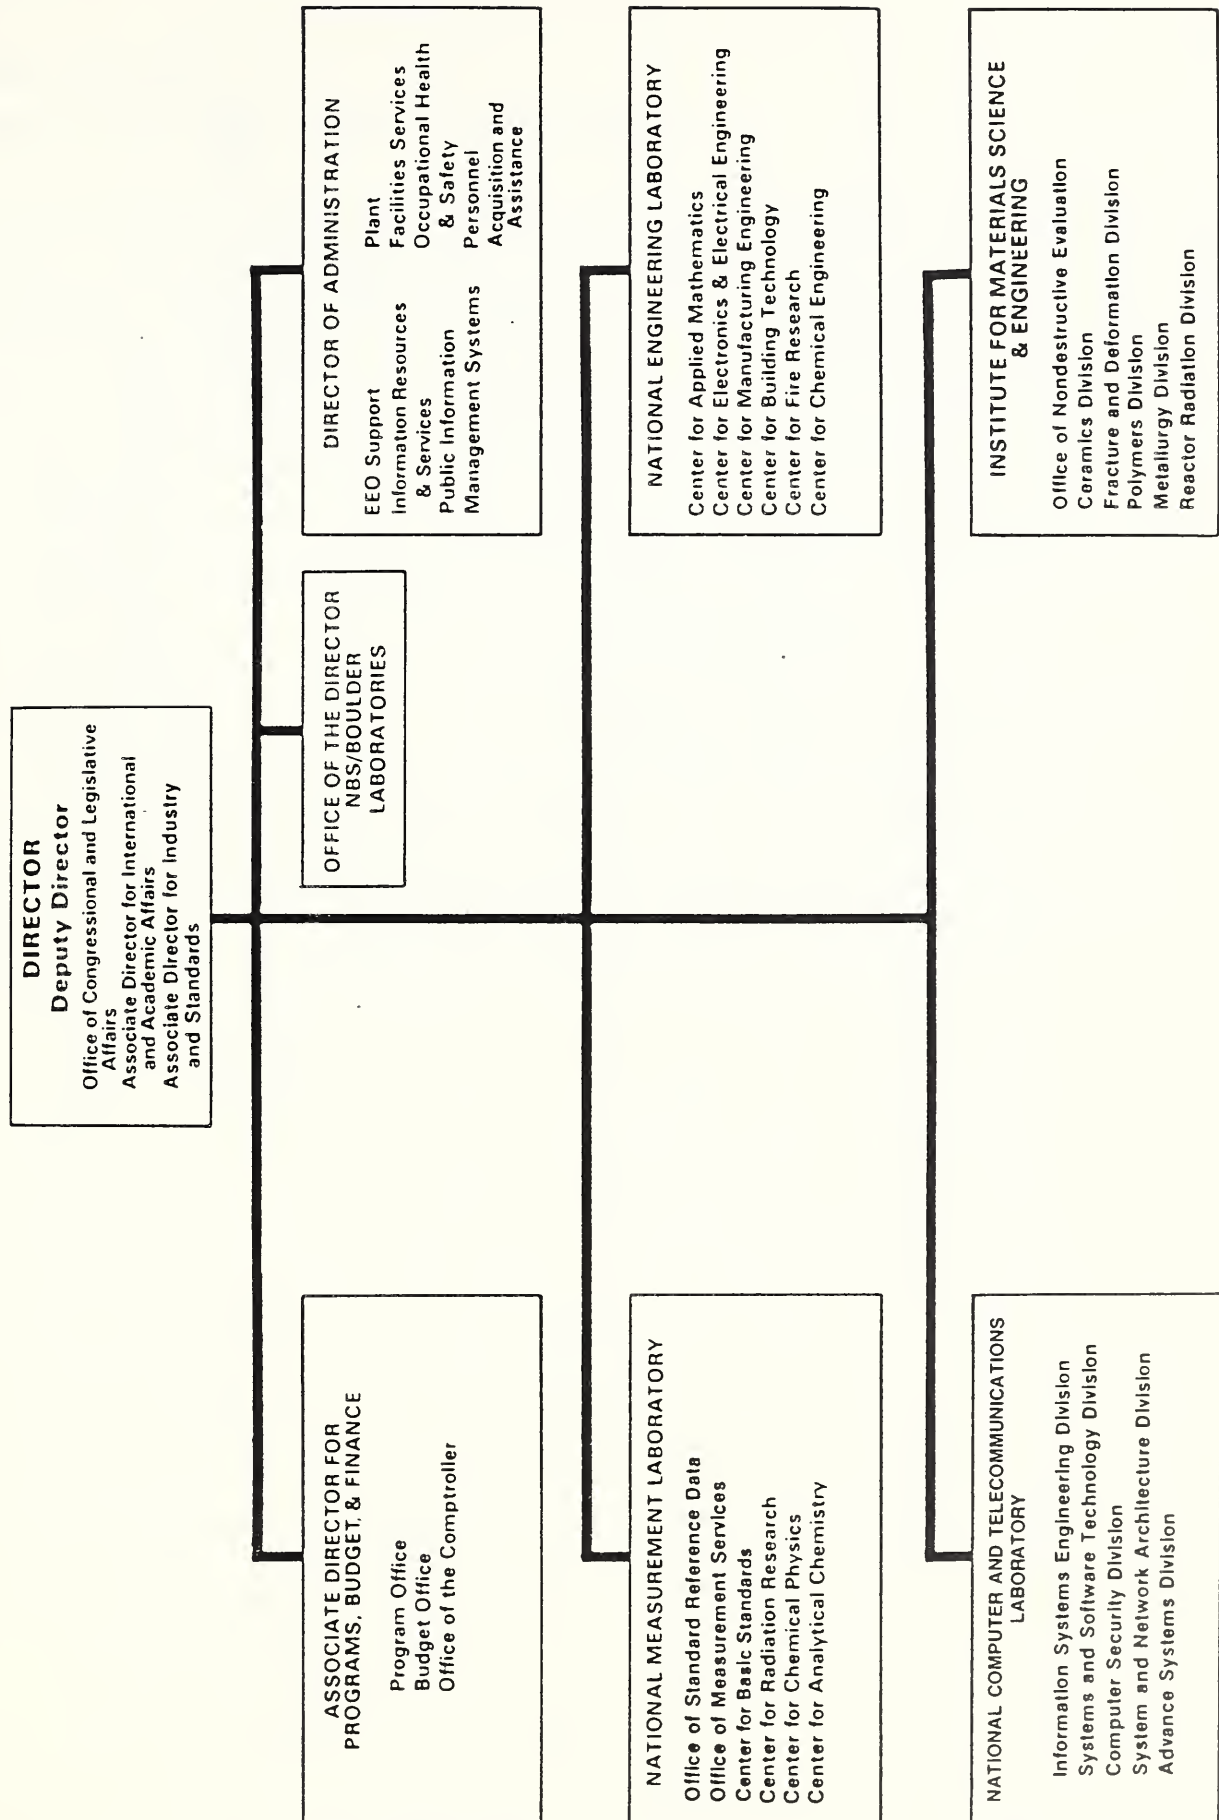 DIRECTOR
Deputy Director
Office of Congressional and Legislative
Affairs
Associate Director for International
and Academic Affairs
Associate Director for Industry
and Standards
ASSOCIATE DIRECTOR FOR
PROGRAMS, BUDGET, & FINANCE
Program Office
Budget Office
Office of the Comptroller
OFFICE OF THE DIRECTOR
NBS/BOULDER
LABORATORIES
DIRECTOR OF ADMINISTRATION
EEO Support
Information Resources
& Services
Public Information
Management Systems
Plant
Facilities Services
Occupational Health
& Safety
Personnel
Acquisition and
Assistance
NATIONAL MEASUREMENT LABORATORY
Office of Standard Reference Data
Office of Measurement Services
Center for Basic Standards
Center for Radiation Research
Center for Chemical Physics
Center for Analytical Chemistry
NATIONAL ENGINEERING LABORATORY
Center for Applied Mathematics
Center for Electronics & Electrical Engineering
Center for Manufacturing Engineering
Center for Building Technology
Center for Fire Research
Center for Chemical Engineering
NATIONAL COMPUTER AND TELECOMMUNICATIONS
LABORATORY
Information Systems Engineering Division
Systems and Software Technology Division
Computer Security Division
System and Network Architecture Division
Advance Systems Division
INSTITUTE FOR MATERIALS SCIENCE
& ENGINEERING
Office of Nondestructive Evaluation
Ceramics Division
Fracture and Deformation Division
Polymers Division
Metallurgy Division
Reactor Radiation Division